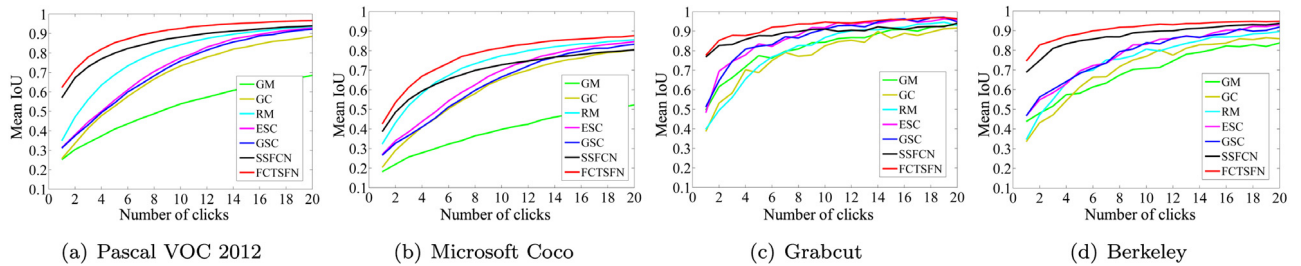 Mean IoU
1
0.9
0.8
0.7
0.6
0.5
0.4
0.3
0.2
0.1
GM
GC
RM
ESC
GSC
SSFCN
FCTSFN
0 2 4 6 8 10 12 14 16 18 20
Number of clicks
(a) Pascal VOC 2012
Mean IoU
1
0.9
0.8
0.7
0.6
0.5
0.4
0.3
0.2
0.1
GM
GC
RM
ESC
GSC
SSFCN
FCTSFN
0 2 4 6 8 10 12 14 16 18 20
Number of clicks
(b) Microsoft Coco
Mean IoU
1
0.9
0.8
0.7
0.6
0.5
0.4
0.3
0.2
0.1
GM
GC
RM
ESC
GSC
SSFCN
FCTSFN
0 2 4 6 8 10 12 14 16 18 20
Number of clicks
(c) Grabcut
Mean IoU
1
0.9
0.8
0.7
0.6
0.5
0.4
0.3
0.2
0.1
GM
GC
RM
ESC
GSC
SSFCN
FCTSFN
0 2 4 6 8 10 12 14 16 18 20
Number of clicks
(d) Berkeley